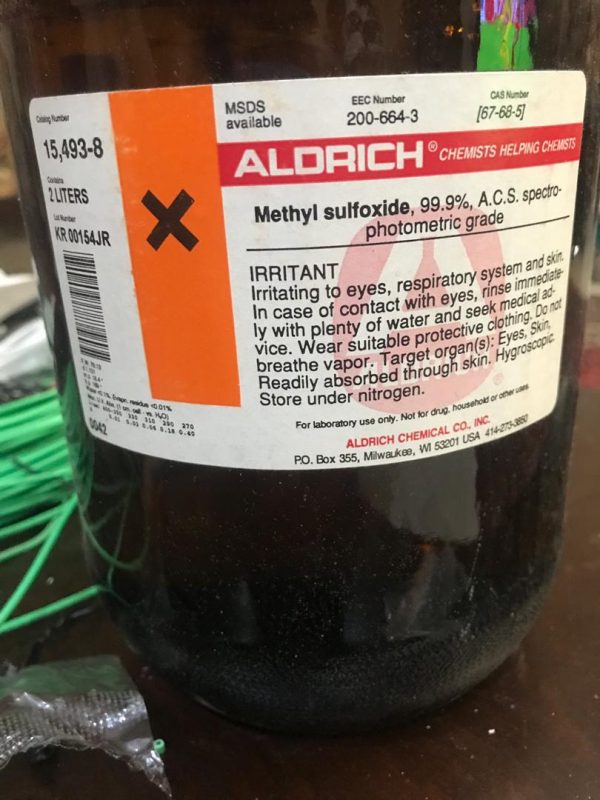 Catalog Number
15,493-8
Contains
2 LITERS
Lot Number
KR 00154JR
0042
MSDS
available
EEC Number
200-664-3
CAS Number
[67-68-5]
ALDRICH® CHEMISTS HELPING CHEMISTS
Methyl sulfoxide, 99.9%, A.C.S. spectro-
photometric grade
IRRITANT
Irritating to eyes, respiratory system and skin.
In case of contact with eyes, rinse immediate-
ly with plenty of water and seek medical ad-
vice. Wear suitable protective clothing. Do not
breathe vapor. Target organ(s): Eyes, Skin.
Readily absorbed through skin. Hygroscopic.
Store under nitrogen.
For laboratory use only. Not for drug, household or other uses.
ALDRICH CHEMICAL CO., INC.
P.O. Box 355, Milwaukee, WI 53201 USA 414-273-3850